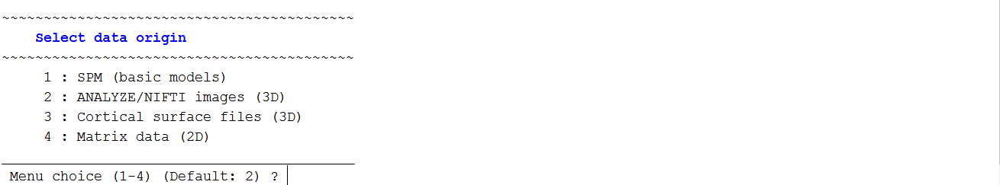 ~~~~~~~~~~~~~~~~~~~~~~~~~~~~~~~~~~~~~~~~~~
Select data origin
~~~~~~~~~~~~~~~~~~~~~~~~~~~~~~~~~~~~~~~~~~
1 : SPM (basic models)
2 : ANALYZE/NIFTI images (3D)
3 : Cortical surface files (3D)
4 : Matrix data (2D)
Menu choice (1-4) (Default: 2) ?